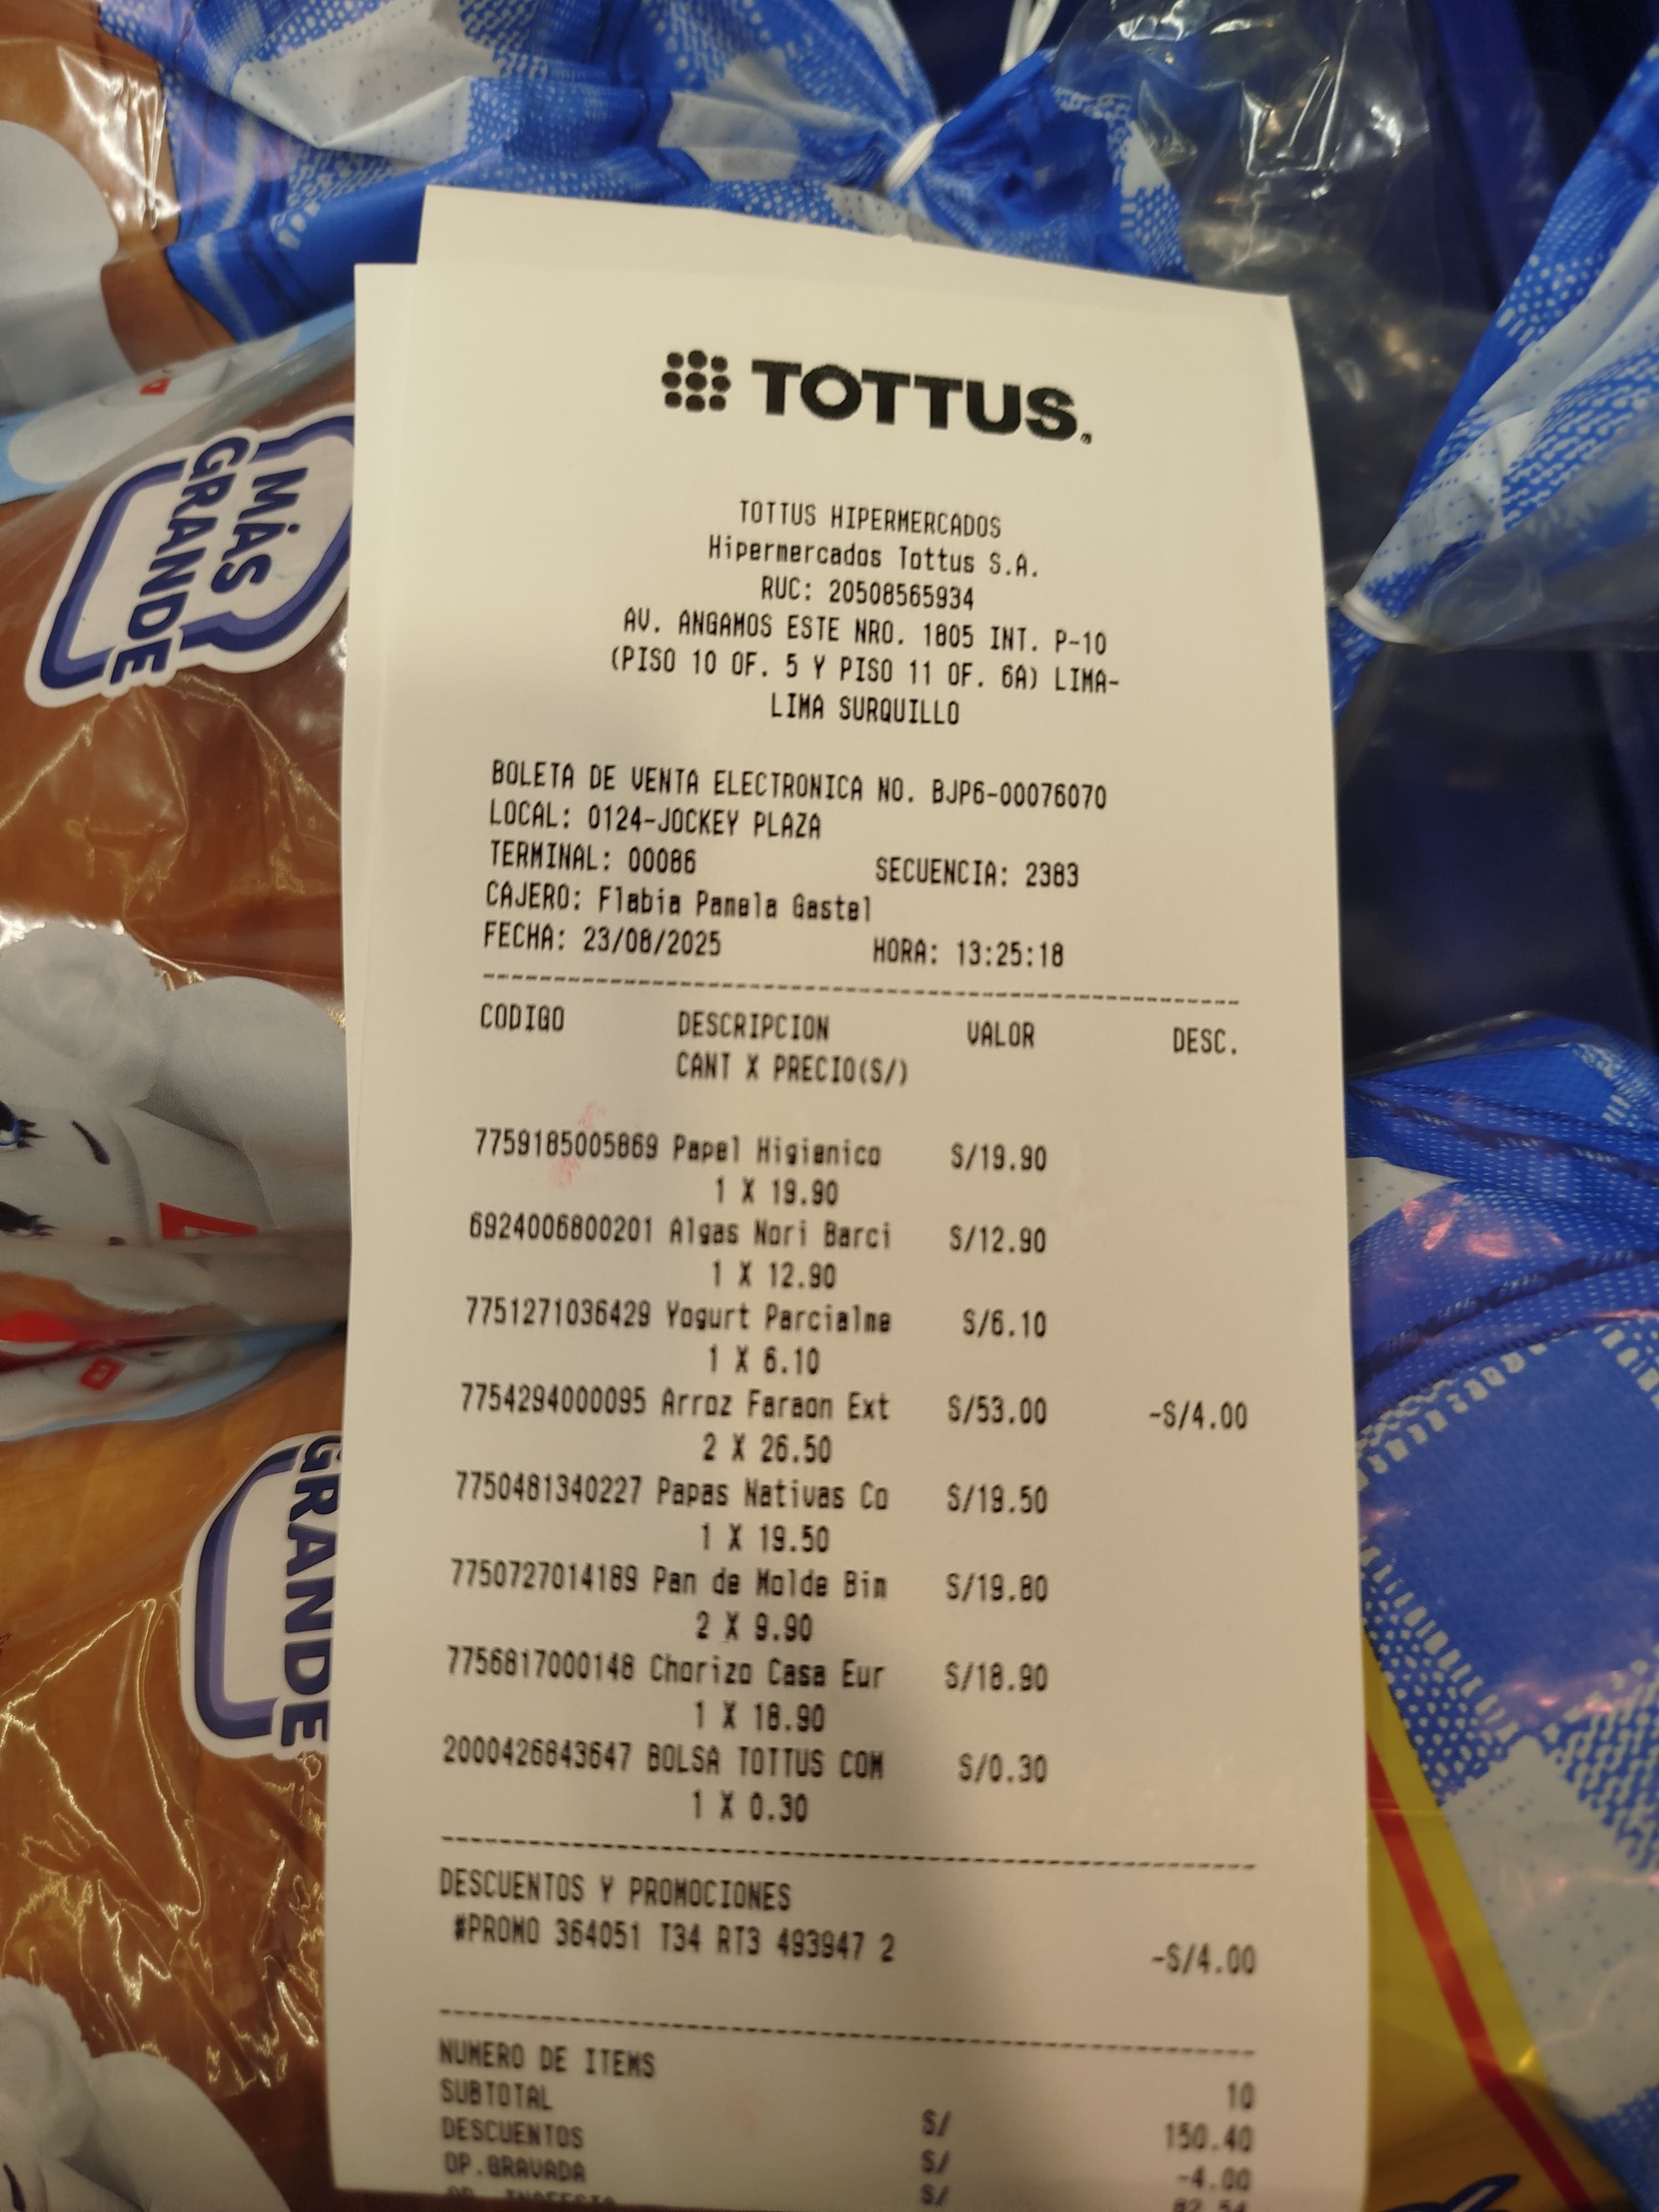 MÁS
GRANDE
GRANDE
TOTTUS
TOTTUS HIPERMERCADOS
Hipermercados Tottus S.A.
RUC: 20508565934
AV. ANGAMOS ESTE NRO. 1805 INT. P-10
(PISO 10 OF. 5 Y PISO 11 OF. 6A) LIMA-
LIMA SURQUILLO
BOLETA DE VENTA ELECTRONICA NO. BJP6-00076070
LOCAL: 0124-JOCKEY PLAZA
TERMINAL: 00086 SECUENCIA: 2383
CAJERO: Flabia Pamela Gastel
FECHA: 23/08/2025 HORA: 13:25:18
CODIGO DESCRIPCION VALOR DESC.
CANT X PRECIO(S/)
7759185005869 Papel Higienico S/19.90
1 X 19.90
6924006800201 Algas Nori Barci S/12.90
1 X 12.90
7751271036429 Yogurt Parcialme S/6.10
1 X 6.10
7754294000095 Arroz Faraon Ext S/53.00 -S/4.00
2 X 26.50
7750481340227 Papas Nativas Co S/19.50
1 X 19.50
7750727014189 Pan de Molde Bim S/19.80
2 X 9.90
7756817000148 Chorizo Casa Eur S/18.90
1 X 18.90
2000426843647 BOLSA TOTTUS COM S/0.30
1 X 0.30
DESCUENTOS Y PROMOCIONES
#PROMO 364051 T34 RT3 493947 2 -S/4.00
NUMERO DE ITEMS 10
SUBTOTAL S/ 150.40
DESCUENTOS S/ -4.00
OP.GRAVADA S/ 82.54